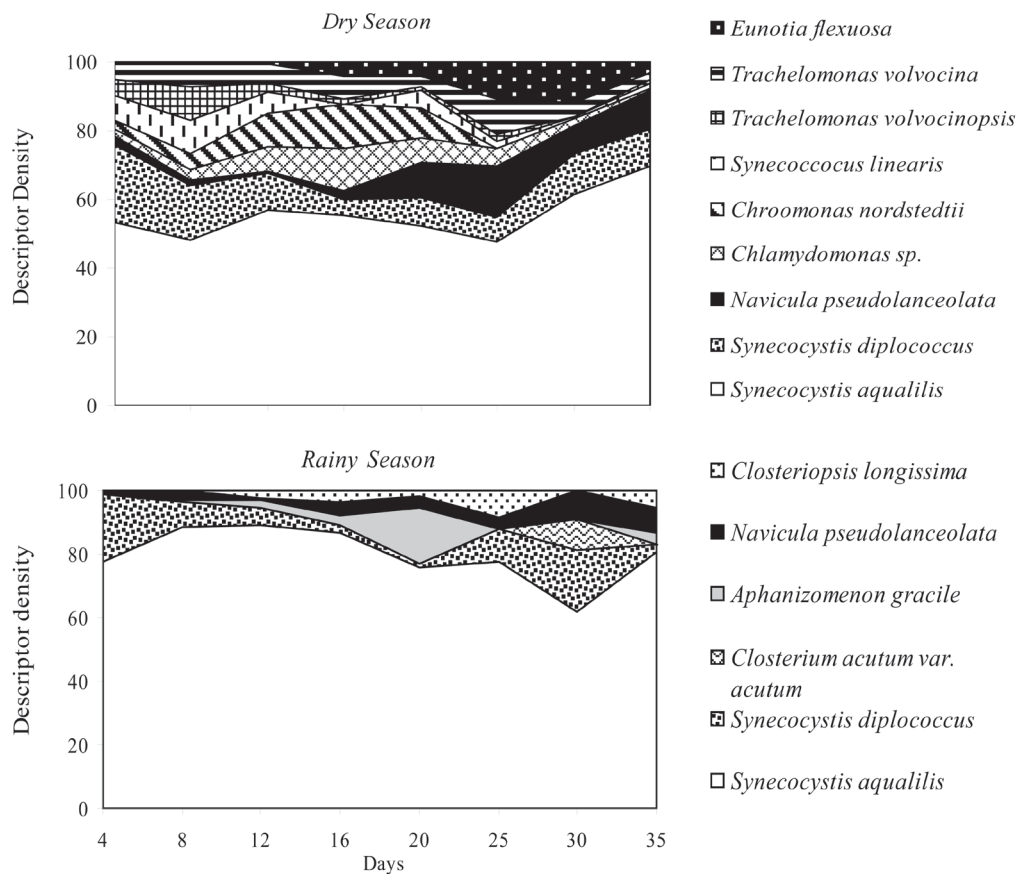 Dry Season
100
80
60
40
20
0
Descriptor Density
Eunotia flexuosa
Trachelomonas volvocina
Trachelomonas volvocinopsis
Synecoccocus linearis
Chroomonas nordstedtii
Chlamydomonas sp.
Navicula pseudolanceolata
Synecocystis diplococcus
Synecocystis aqualilis
Rainy Season
100
80
60
40
20
0
Descriptor density
4 8 12 16 20 25 30 35
Days
Closteriopsis longissima
Navicula pseudolanceolata
Aphanizomenon gracile
Closterium acutum var.
acutum
Synecocystis diplococcus
Synecocystis aqualilis